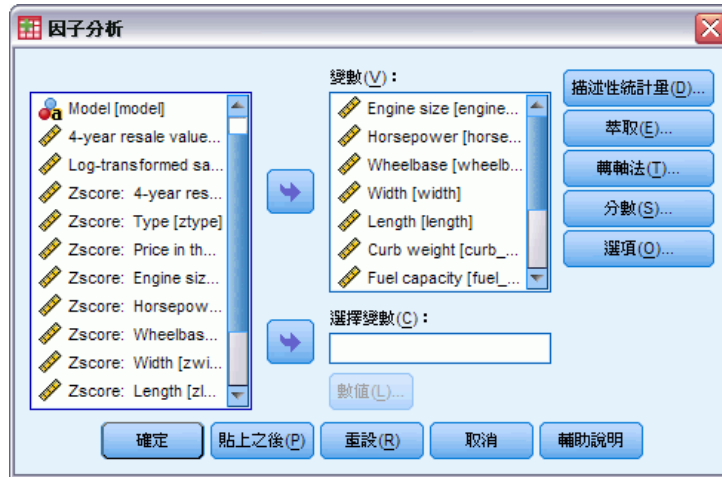 因子分析
Model [model]
4-year resale value...
Log-transformed sa...
Zscore: 4-year res...
Zscore: Type [ztype]
Zscore: Price in th...
Zscore: Engine siz...
Zscore: Horsepow...
Zscore: Wheelbas...
Zscore: Width [zwi...
Zscore: Length [zl...
變數(V)：
Engine size [engine...
Horsepower [horse...
Wheelbase [wheelb...
Width [width]
Length [length]
Curb weight [curb_...
Fuel capacity [fuel_...
選擇變數(C)：
數值(L)...
描述性統計量(D)...
萃取(E)...
轉軸法(T)...
分數(S)...
選項(O)...
確定
貼上之後(P)
重設(R)
取消
輔助說明